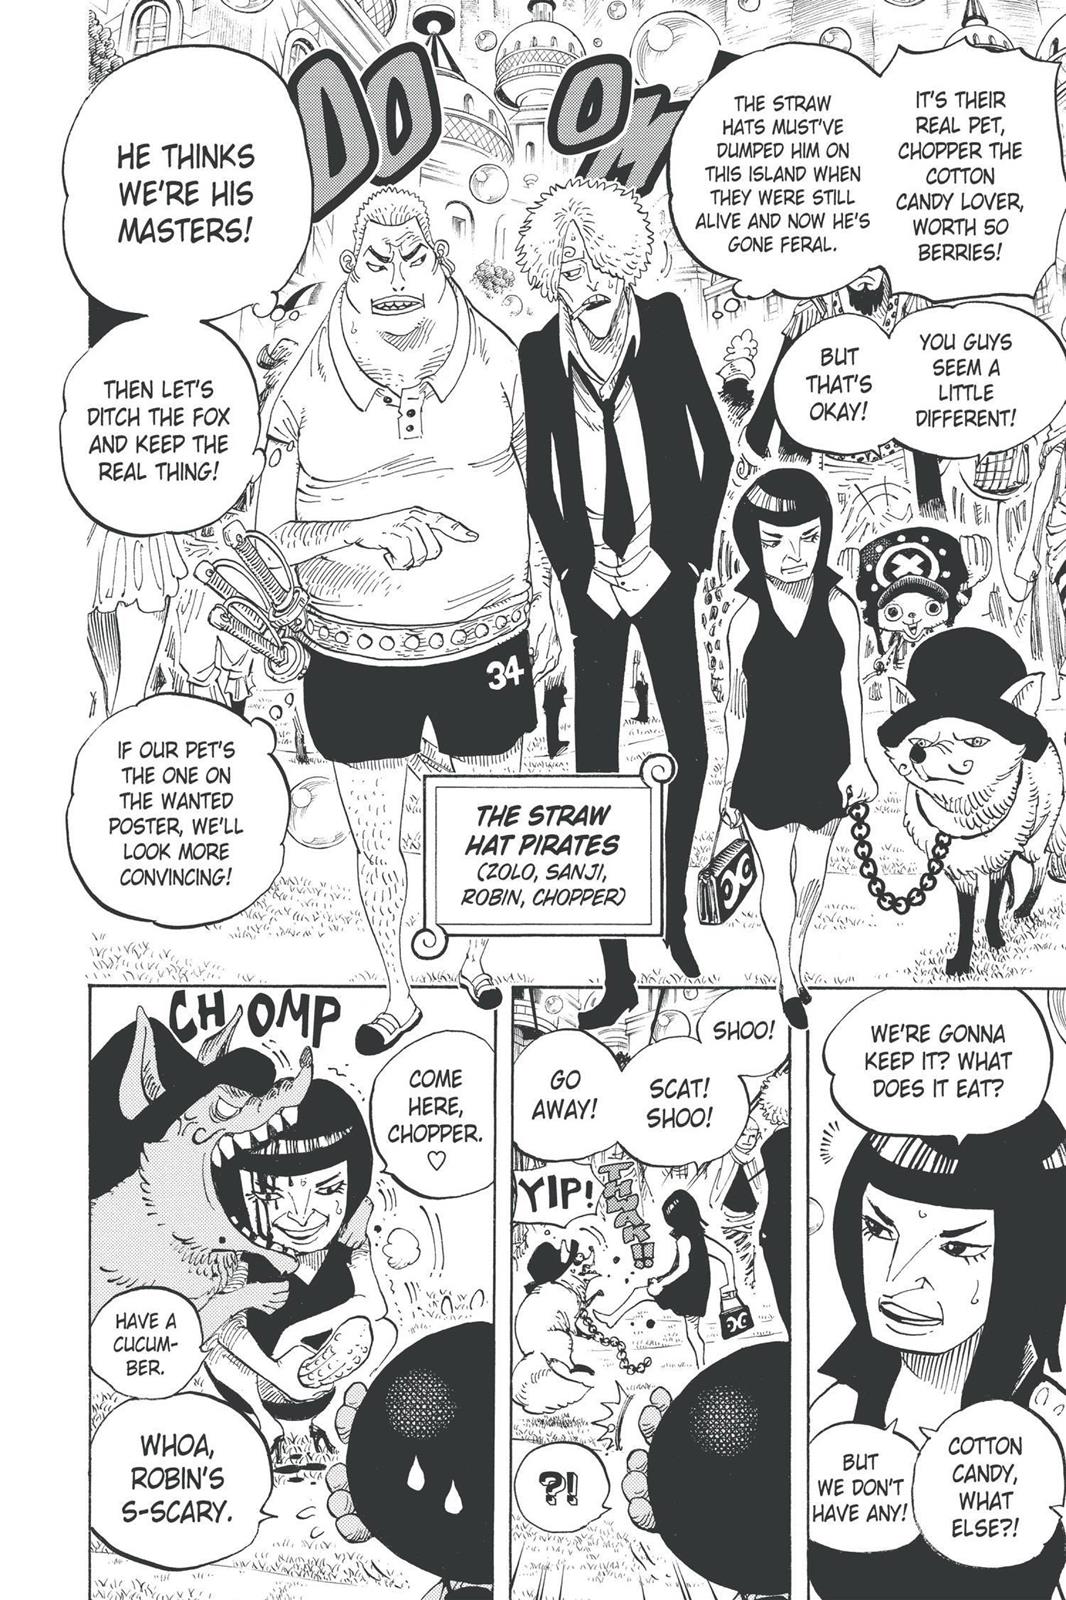 DOOOM
IT'S THEIR
REAL PET,
CHOPPER THE
COTTON
CANDY LOVER,
WORTH 50
BERRIES!
THE STRAW
HATS MUST'VE
DUMPED HIM ON
THIS ISLAND WHEN
THEY WERE STILL
ALIVE AND NOW HE'S
GONE FERAL.
YOU GUYS
SEEM A
LITTLE
DIFFERENT!
BUT
THAT'S
OKAY!
HE THINKS
WE'RE HIS
MASTERS!
THEN LET'S
DITCH THE FOX
AND KEEP THE
REAL THING!
IF OUR PET'S
THE ONE ON
THE WANTED
POSTER, WE'LL
LOOK MORE
CONVINCING!
34
THE STRAW
HAT PIRATES
(ZOLO, SANJI,
ROBIN, CHOPPER)
WE'RE GONNA
KEEP IT? WHAT
DOES IT EAT?
COTTON
CANDY,
WHAT
ELSE?!
BUT
WE DON'T
HAVE ANY!
SHOO!
SCAT!
SHOO!
GO
AWAY!
THWAK!!
YIP!
?!
CHOMP
COME
HERE,
CHOPPER.
♡
HAVE A
CUCUM-
BER.
WHOA,
ROBIN'S
S-SCARY.